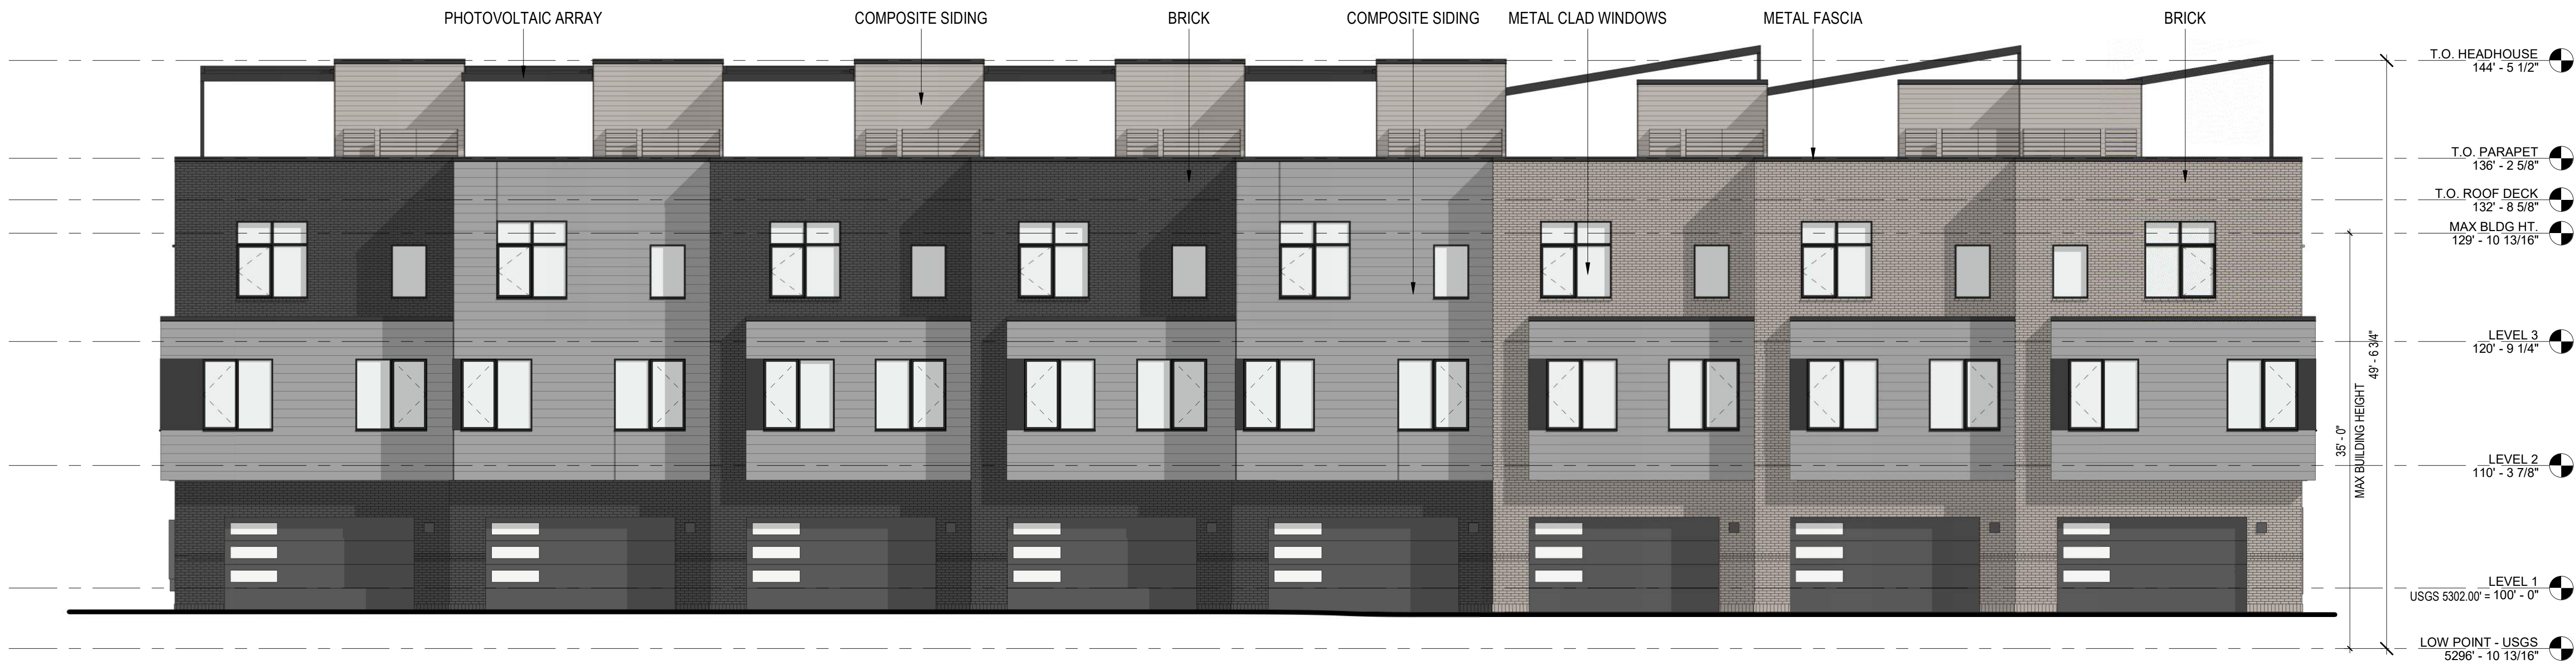 PHOTOVOLTAIC ARRAY
COMPOSITE SIDING
BRICK
COMPOSITE SIDING
METAL CLAD WINDOWS
METAL FASCIA
BRICK
T.O. HEADHOUSE
144' - 5 1/2"
T.O. PARAPET
136' - 2 5/8"
T.O. ROOF DECK
132' - 8 5/8"
MAX BLDG HT.
129' - 10 13/16"
LEVEL 3
120' - 9 1/4"
49' - 6 3/4"
35' - 0"
MAX BUILDING HEIGHT
LEVEL 2
110' - 3 7/8"
LEVEL 1
USGS 5302.00' = 100' - 0"
LOW POINT - USGS
5296' - 10 13/16"